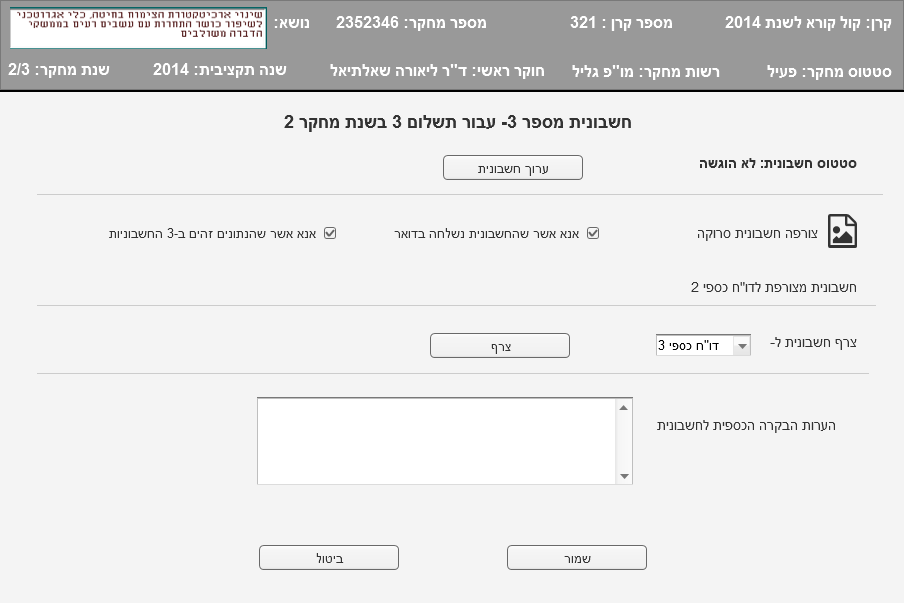 קרן: קול קורא לשנת 2014 מספר קרן : 321 מספר מחקר: 2352346 נושא:
שינוי ארכיטקטורת הצימוח בחיטה, ככלי אגרוטכני
לשיפור כושר התחרות עם עשבים רעים בממשקי
הדברה משולבים
סטטוס מחקר: פעיל רשות מחקר: מו"פ גליל חוקר ראשי: ד"ר ליאורה שאלתיאל שנה תקציבית: 2014 שנת מחקר: 2/3
חשבונית מספר 3- עבור תשלום 3 בשנת מחקר 2
סטטוס חשבונית: לא הוגשה ערוך חשבונית
צורפה חשבונית סרוקה אנא אשר שהחשבונית נשלחה בדואר אנא אשר שהנתונים זהים ב-3 החשבוניות
חשבונית מצורפת לדו"ח כספי 2
צרף חשבונית ל- דו"ח כספי 3 צרף
הערות הבקרה הכספית לחשבונית
שמור ביטול